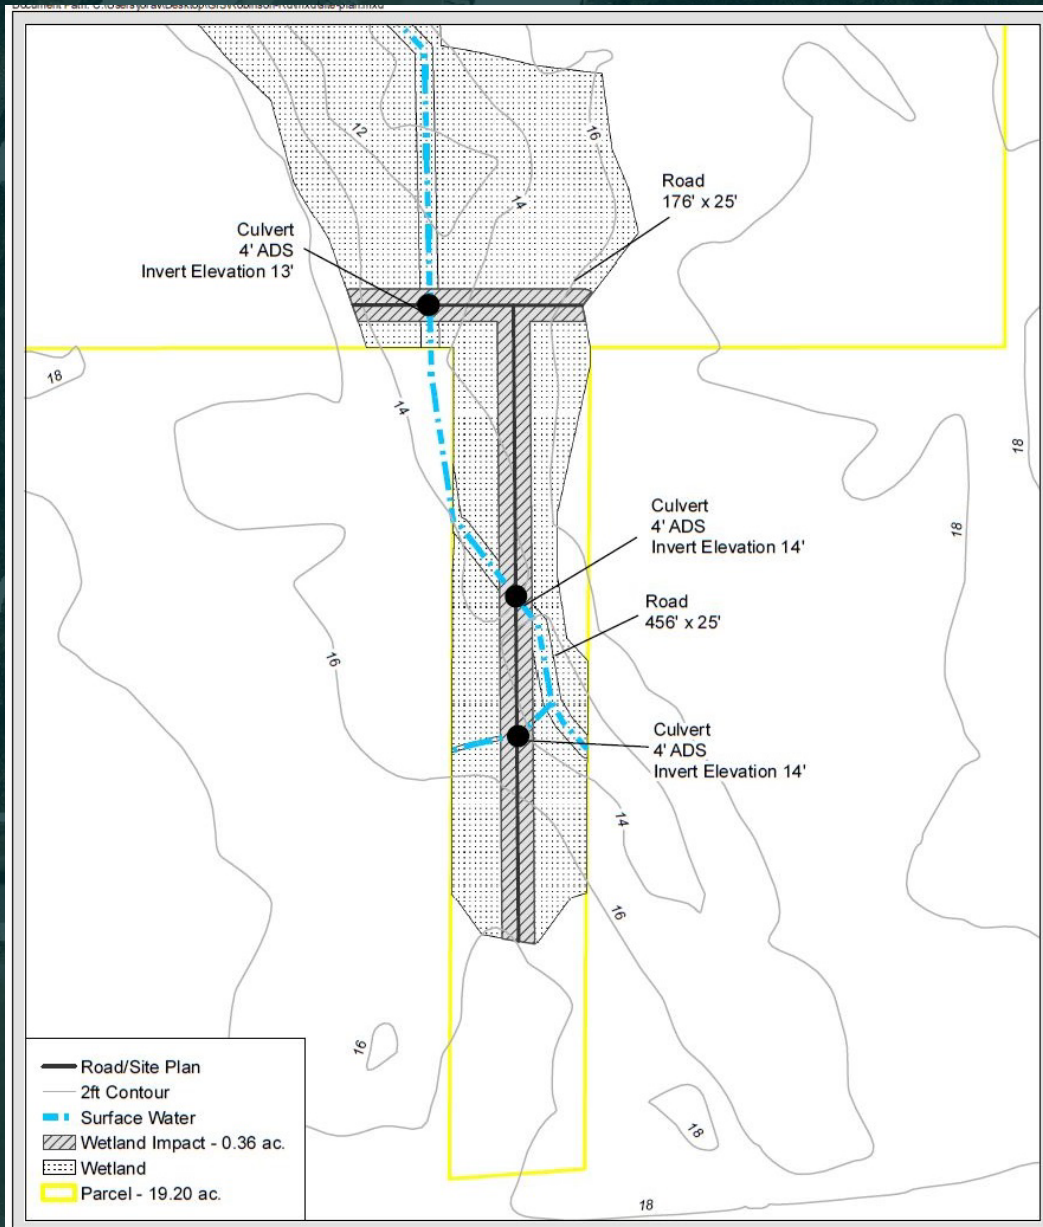 12
16
14
Road
176' x 25'
Culvert
4' ADS
Invert Elevation 13'
18
14
18
18
Culvert
4' ADS
Invert Elevation 14'
Road
456' x 25'
16
Culvert
4' ADS
Invert Elevation 14'
14
16
16
18
18
Road/Site Plan
2ft Contour
Surface Water
Wetland Impact - 0.36 ac.
Wetland
Parcel - 19.20 ac.